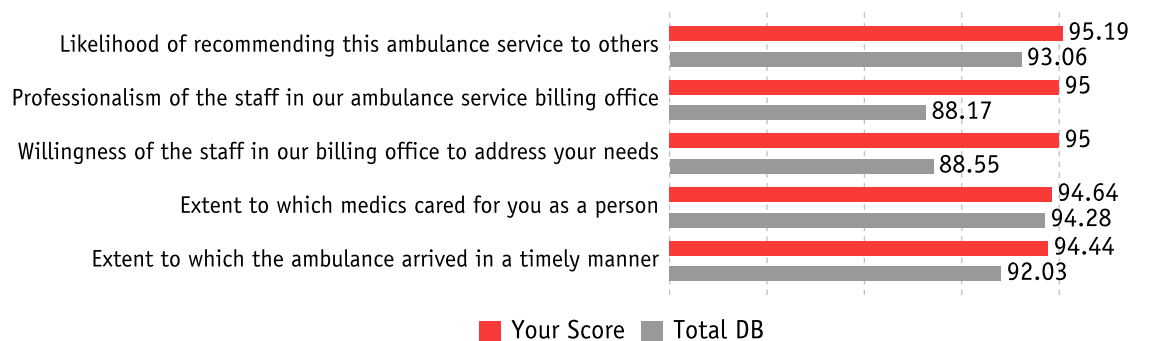 Likelihood of recommending this ambulance service to others
95.19
93.06
Professionalism of the staff in our ambulance service billing office
95
88.17
Willingness of the staff in our billing office to address your needs
95
88.55
Extent to which medics cared for you as a person
94.64
94.28
Extent to which the ambulance arrived in a timely manner
94.44
92.03
Your Score Total DB